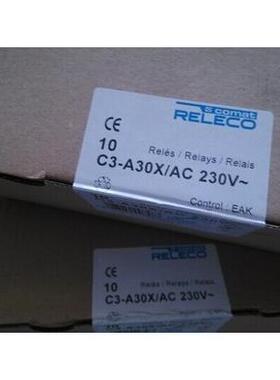 comat
RELECO
CE
10 Relés / Relays / Relais
C3-A30X/AC 230V~
Control: EAK
RELECO
CE
10 Relés / Relays / Relais
C3-A30X/AC 230V~